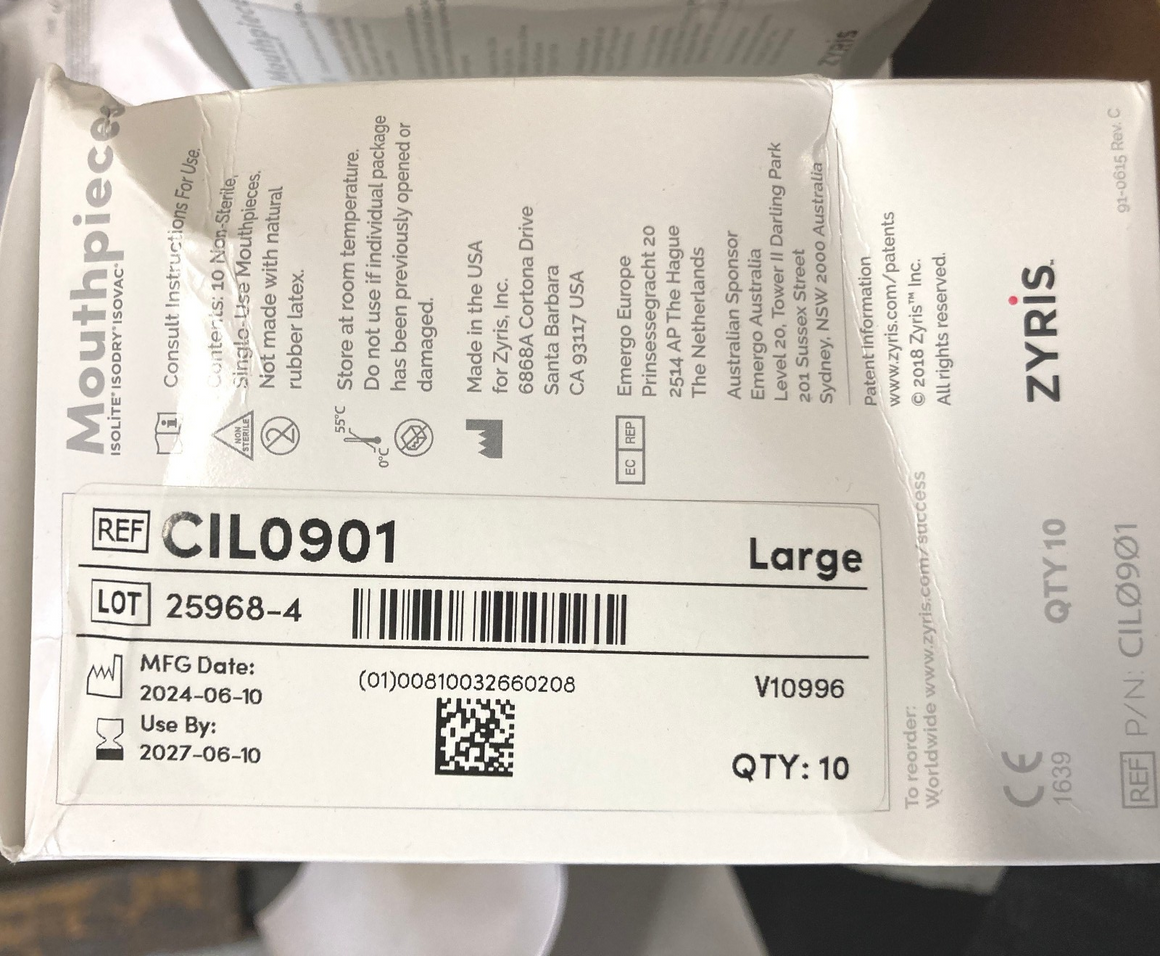 Mouthpieces
ISOLITE® ISODRY® ISOVAC®
Consult Instructions For Use.
NON
STERILE
Contents: 10 Non-Sterile,
Single-Use Mouthpieces.
Not made with natural
rubber latex.
0°C
55°C
Store at room temperature.
Do not use if individual package
has been previously opened or
damaged.
Made in the USA
for Zyris, Inc.
6868A Cortona Drive
Santa Barbara
CA 93117 USA
EC REP
Emergo Europe
Prinsessegracht 20
2514 AP The Hague
The Netherlands
Australian Sponsor
Emergo Australia
Level 20, Tower II Darling Park
201 Sussex Street
Sydney, NSW 2000 Australia
Patent Information
www.zyris.com/patents
© 2018 Zyris™ Inc.
All rights reserved.
ZYRIS™
91-0615 Rev. C
REF CIL0901
Large
LOT 25968-4
MFG Date:
2024-06-10
Use By:
2027-06-10
(01)00810032660208
V10996
QTY: 10
To reorder:
Worldwide www.zyris.com/success
CE
1639
QTY 10
REF P/N: CILØ9Ø1
Mouthpiec
ZYRIS